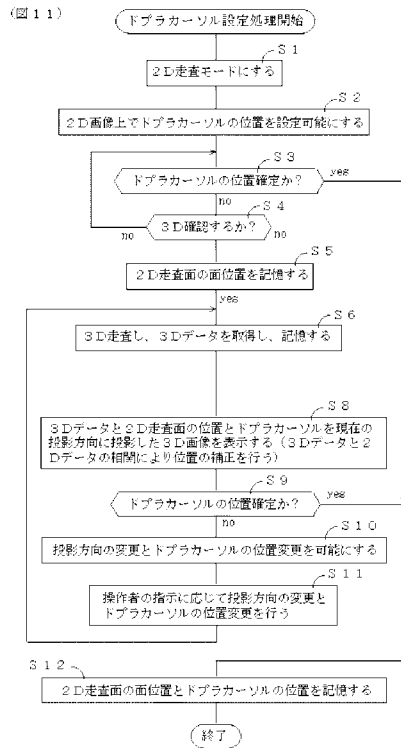 (図11)
ドプラカーソル設定処理開始
S1
2D走査モードにする
S2
2D画像上でドプラカーソルの位置を設定可能にする
S3
ドプラカーソルの位置確定か?
yes
no
S4
3D確認するか?
no
no
S5
2D走査面の面位置を記憶する
yes
S6
3D走査し、3Dデータを取得し、記憶する
S8
3Dデータと2D走査面の位置とドプラカーソルを現在の
投影方向に投影した3D画像を表示する(3Dデータと2
Dデータの相関により位置の補正を行う)
S9
ドプラカーソルの位置確定か?
yes
no
S10
投影方向の変更とドプラカーソルの位置変更を可能にする
S11
操作者の指示に応じて投影方向の変更と
ドプラカーソルの位置変更を行う
S12
2D走査面の面位置とドプラカーソルの位置を記憶する
終了